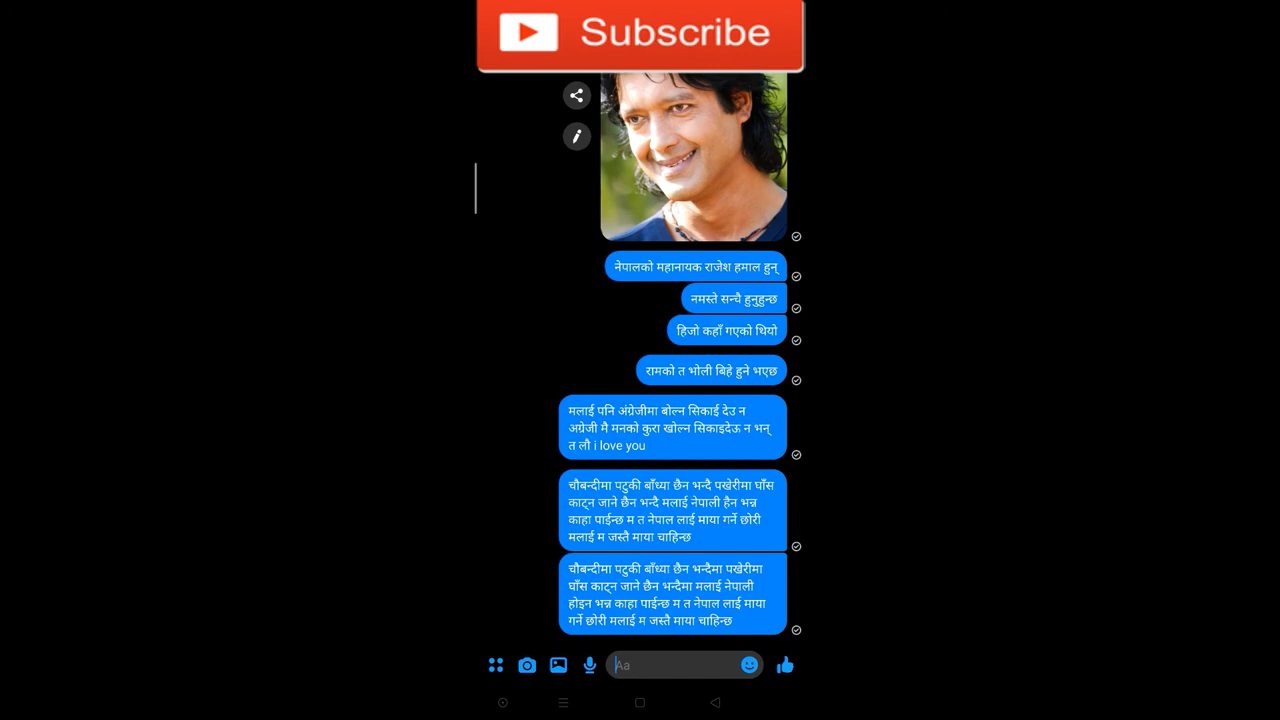 Subscribe
नेपालको महानायक राजेश हमाल हुन्
नमस्ते सन्चै हुनुहुन्छ
हिजो कहाँ गएको थियो
रामको त भोली बिहे हुने भएछ
मलाई पनि अंग्रेजीमा बोल्न सिकाई देउ न
अग्रेजी मै मनको कुरा खोल्न सिकाइदेऊ न भन्
त लौ i love you
चौबन्दीमा पटुकी बाँध्या छैन भन्दै पखेरीमा घाँस
काट्न जाने छैन भन्दै मलाई नेपाली हैन भन्न
काहा पाईन्छ म त नेपाल लाई माया गर्ने छोरी
मलाई म जस्तै माया चाहिन्छ
चौबन्दीमा पटुकी बाँध्या छैन भन्दैमा पखेरीमा
घाँस काट्न जाने छैन भन्दैमा मलाई नेपाली
होइन भन्न काहा पाईन्छ म त नेपाल लाई माया
गर्ने छोरी मलाई म जस्तै माया चाहिन्छ
Aa